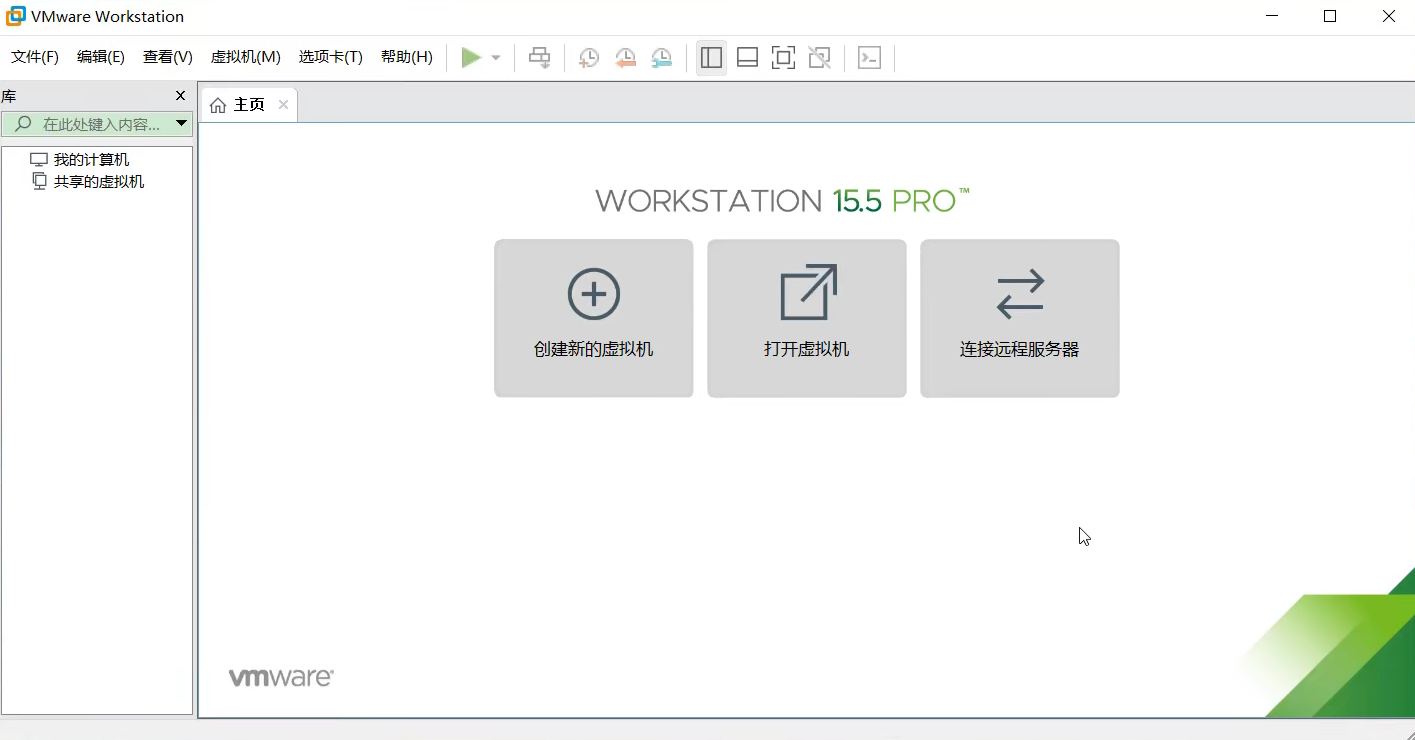 VMware Workstation
文件(F) 编辑(E) 查看(V) 虚拟机(M) 选项卡(T) 帮助(H)
库
在此处键入内容...
我的计算机
共享的虚拟机
主页
WORKSTATION 15.5 PRO™
创建新的虚拟机 打开虚拟机 连接远程服务器
vmware®